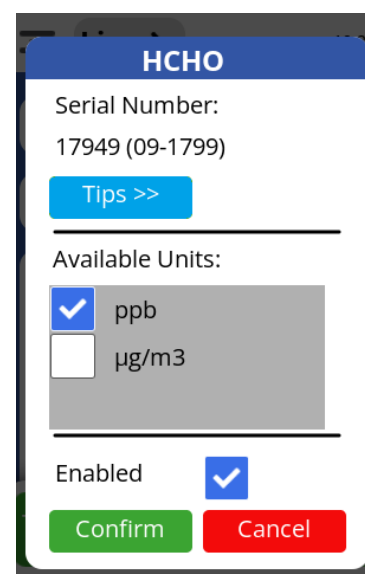 HCHO
Serial Number:
17949 (09-1799)
Tips >>
Available Units:
ppb
µg/m3
Enabled
Confirm
Cancel